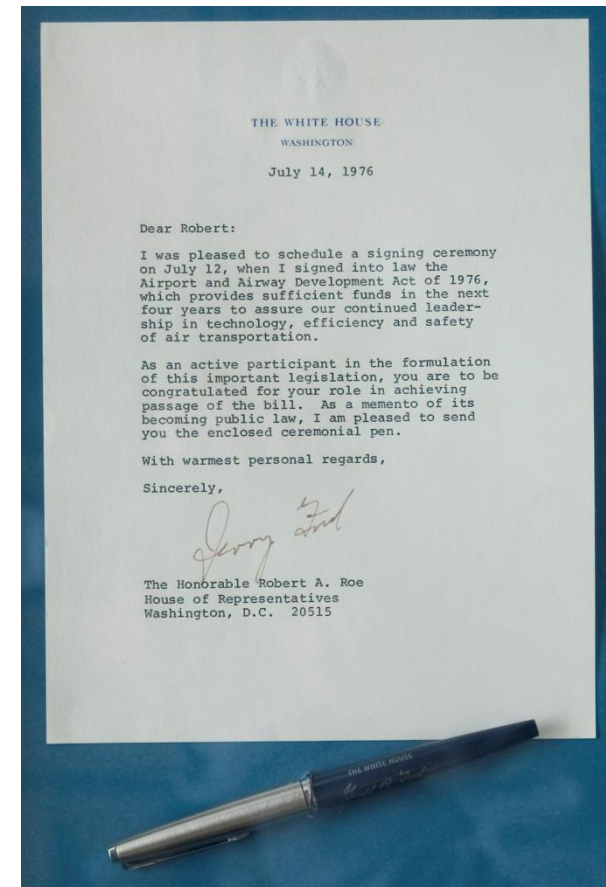 THE WHITE HOUSE
WASHINGTON
July 14, 1976
Dear Robert:
I was pleased to schedule a signing ceremony
on July 12, when I signed into law the
Airport and Airway Development Act of 1976,
which provides sufficient funds in the next
four years to assure our continued leader-
ship in technology, efficiency and safety
of air transportation.
As an active participant in the formulation
of this important legislation, you are to be
congratulated for your role in achieving
passage of the bill.  As a memento of its
becoming public law, I am pleased to send
you the enclosed ceremonial pen.
With warmest personal regards,
Sincerely,
Jerry Ford
The Honorable Robert A. Roe
House of Representatives
Washington, D.C.  20515
THE WHITE HOUSE
Gerald R. Ford